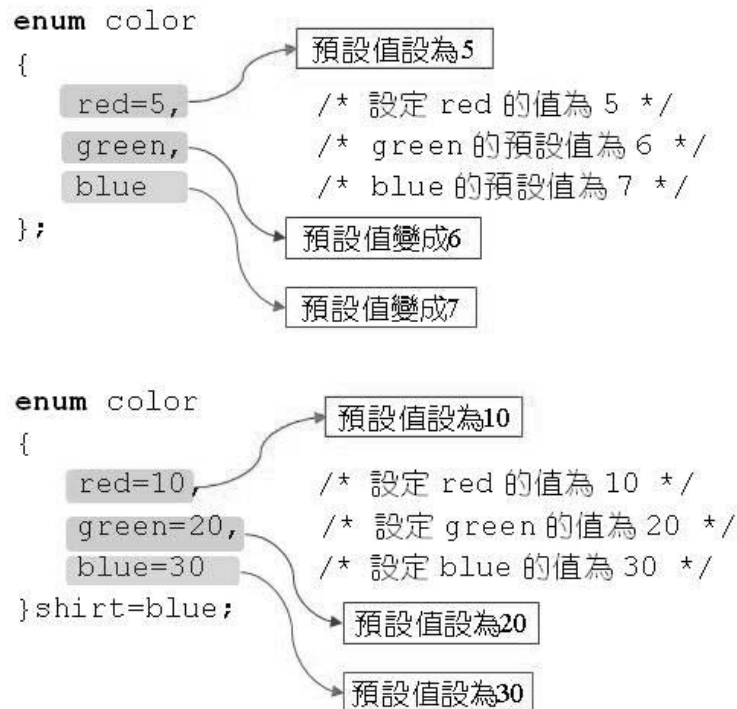 enum color
預設值設為5
{
red=5, /* 設定 red 的值為 5 */
green, /* green 的預設值為 6 */
blue /* blue 的預設值為 7 */
};
預設值變成6
預設值變成7
enum color
預設值設為10
{
red=10, /* 設定 red 的值為 10 */
green=20, /* 設定 green 的值為 20 */
blue=30 /* 設定 blue 的值為 30 */
}shirt=blue;
預設值設為20
預設值設為30